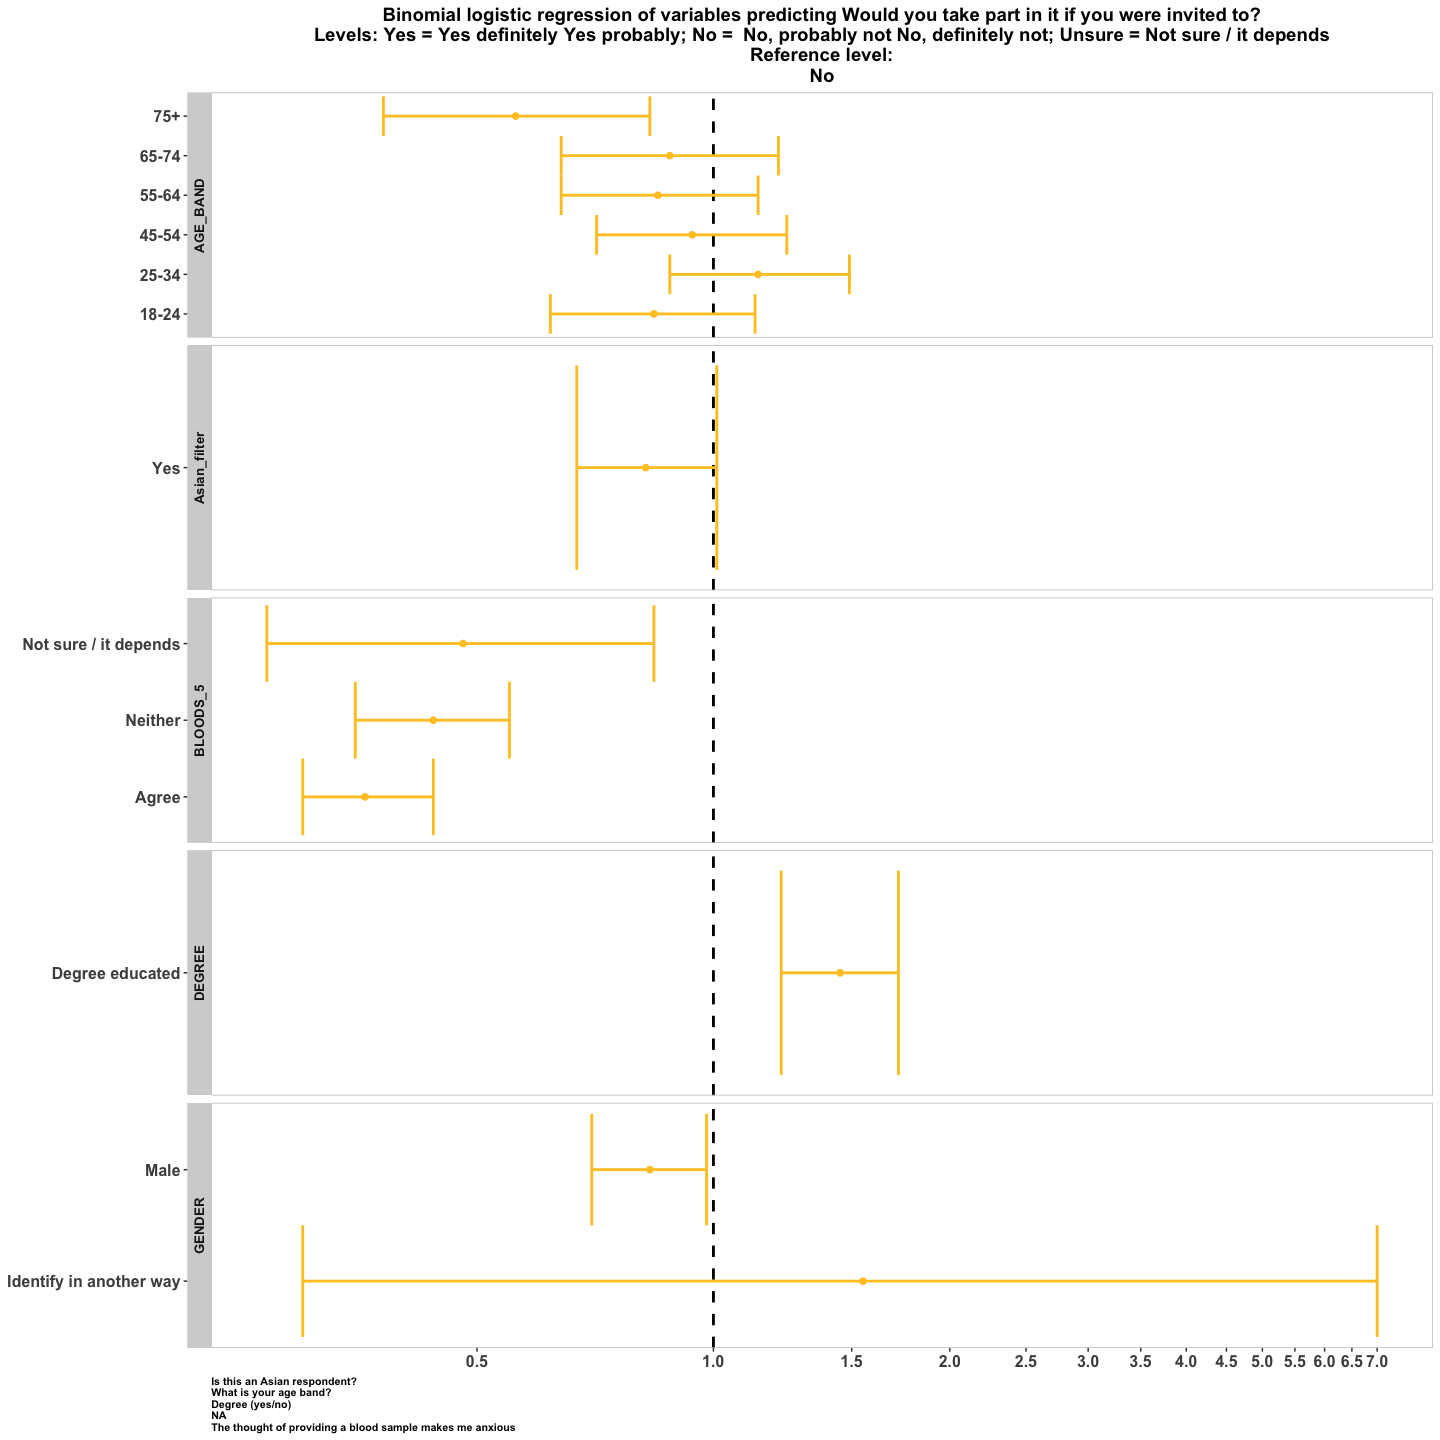 Binomial logistic regression of variables predicting Would you take part in it if you were invited to?
Levels: Yes = Yes definitely Yes probably; No =  No, probably not No, definitely not; Unsure = Not sure / it depends
Reference level:
No
AGE_BAND
75+
65-74
55-64
45-54
25-34
18-24
Asian_filter
Yes
BLOODS_5
Not sure / it depends
Neither
Agree
DEGREE
Degree educated
GENDER
Male
Identify in another way
0.5 1.0 1.5 2.0 2.5 3.0 3.5 4.0 4.5 5.0 5.5 6.0 6.5 7.0
Is this an Asian respondent?
What is your age band?
Degree (yes/no)
NA
The thought of providing a blood sample makes me anxious